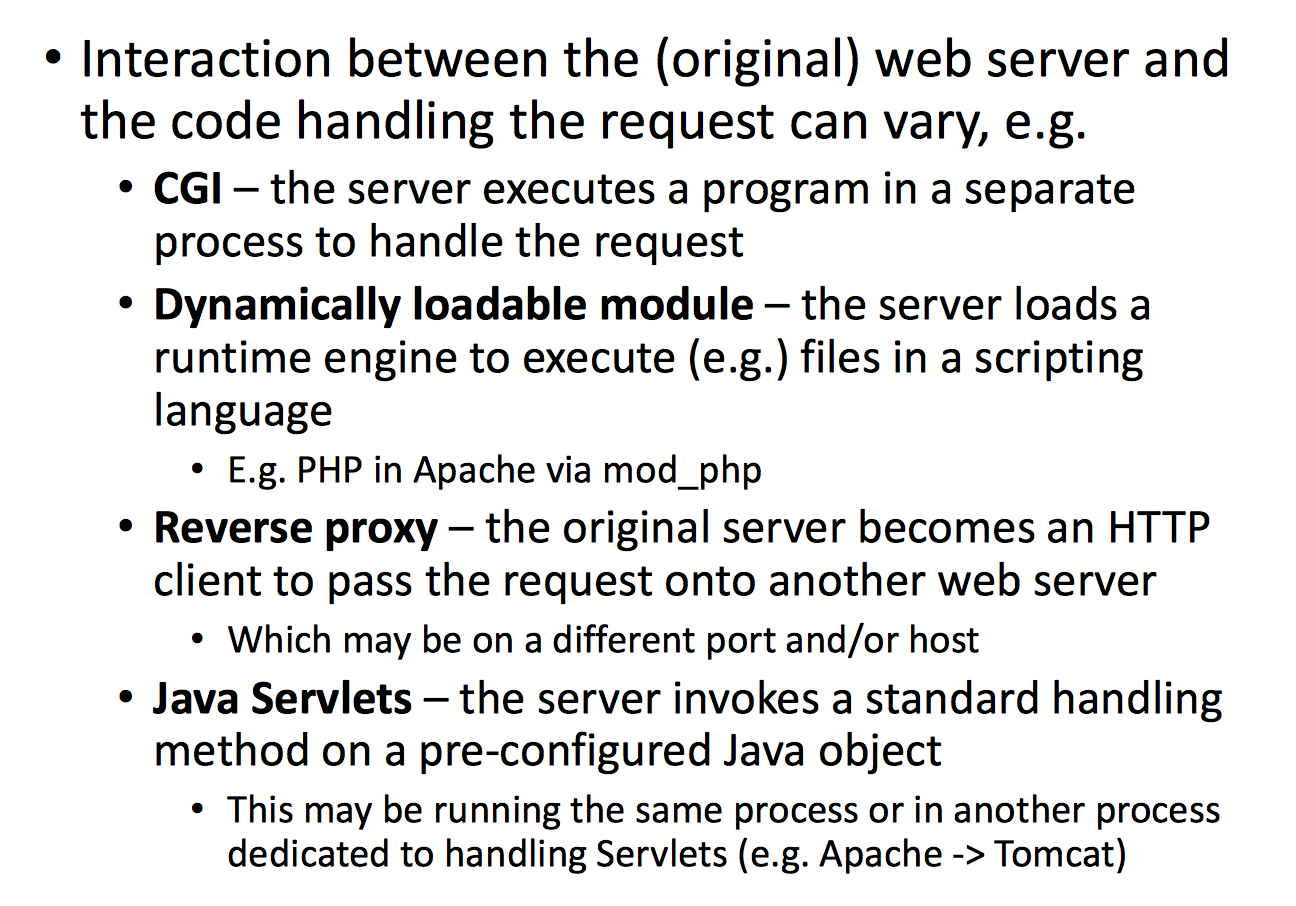 • Interaction between the (original) web server and
the code handling the request can vary, e.g.
• CGI – the server executes a program in a separate
process to handle the request
• Dynamically loadable module – the server loads a
runtime engine to execute (e.g.) files in a scripting
language
• E.g. PHP in Apache via mod_php
• Reverse proxy – the original server becomes an HTTP
client to pass the request onto another web server
• Which may be on a different port and/or host
• Java Servlets – the server invokes a standard handling
method on a pre-configured Java object
• This may be running the same process or in another process
dedicated to handling Servlets (e.g. Apache -> Tomcat)